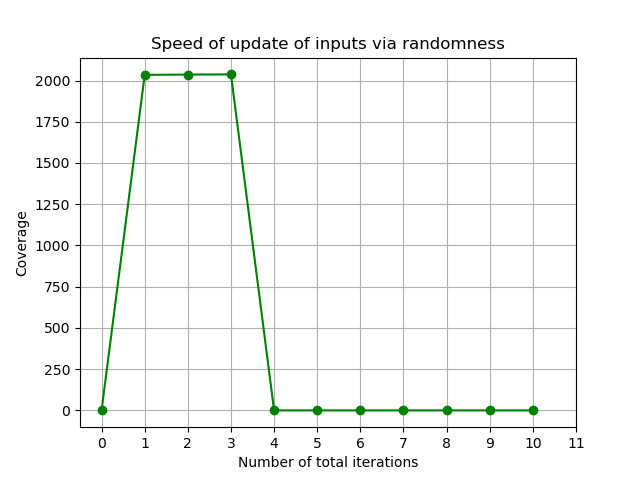 Speed of update of inputs via randomness
2000
1750
1500
1250
1000
750
500
250
0
Coverage
0 1 2 3 4 5 6 7 8 9 10 11
Number of total iterations